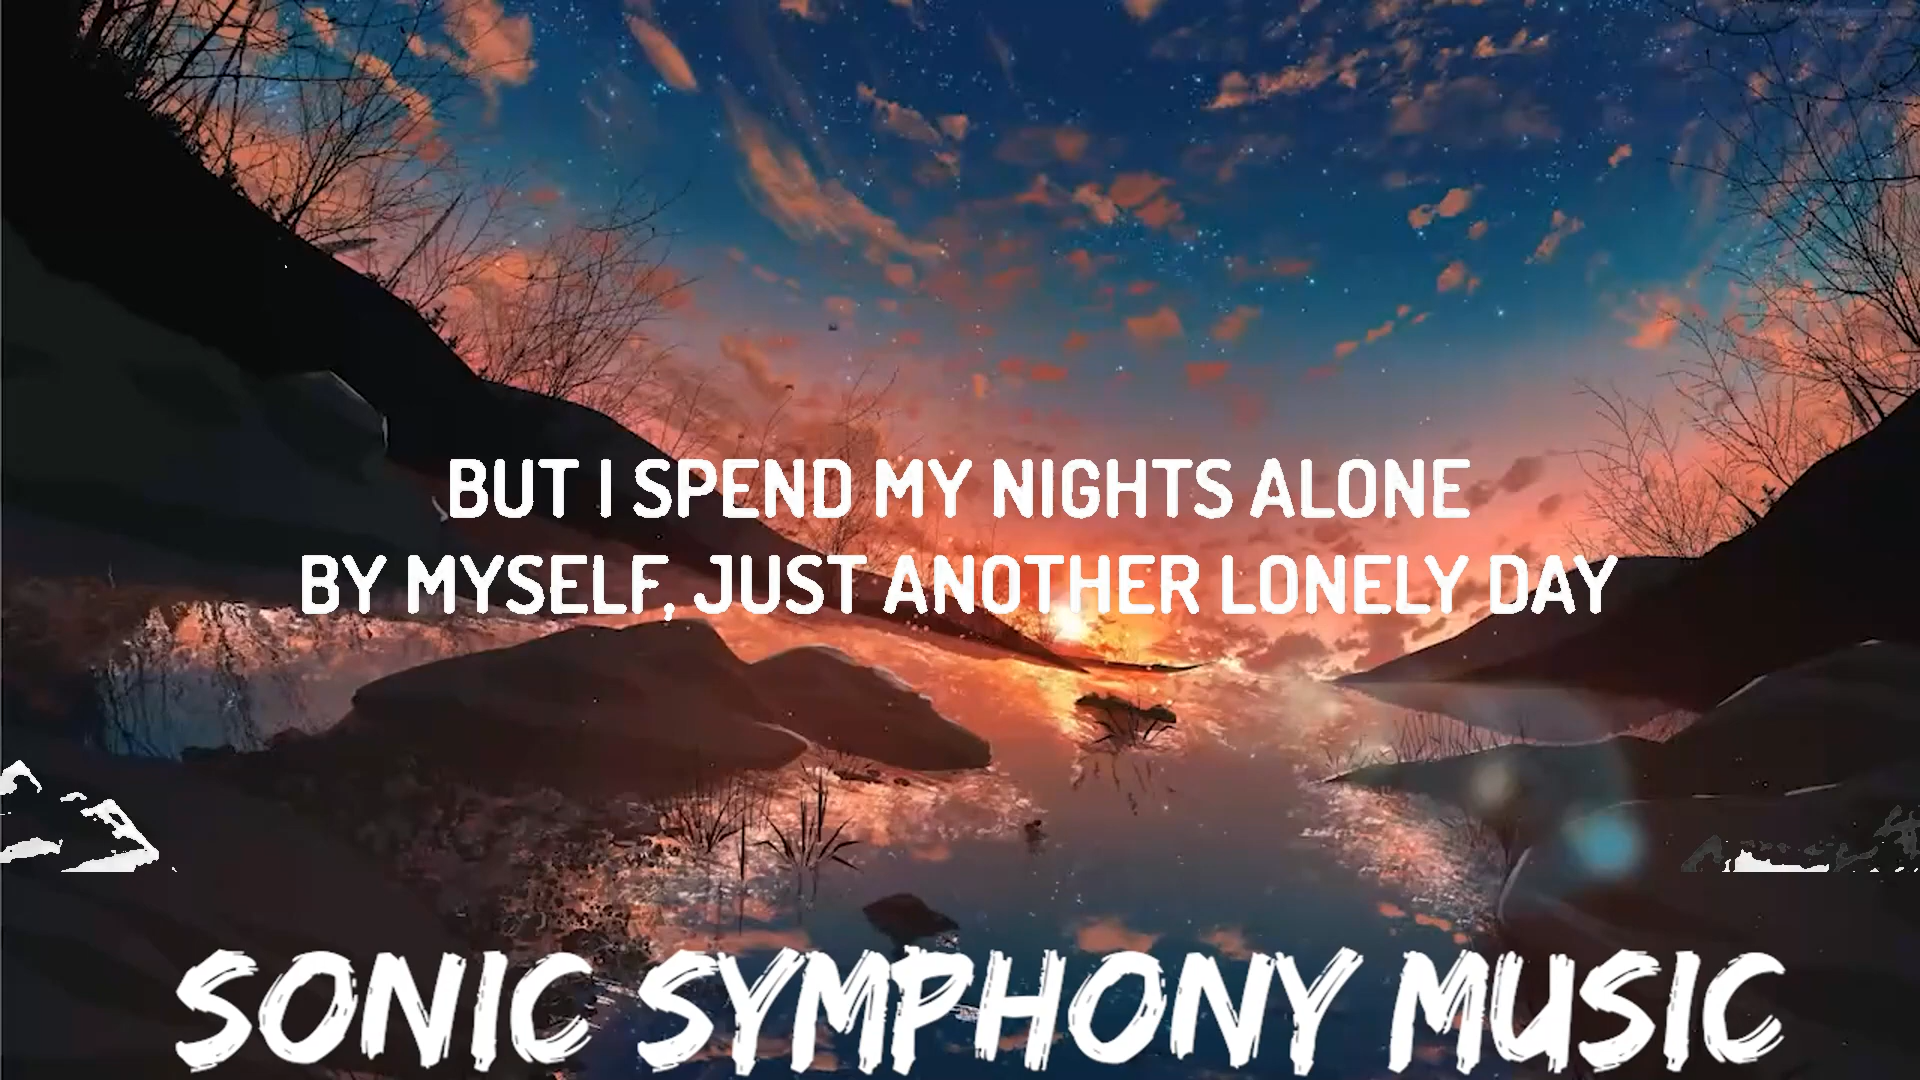 BUT I SPEND MY NIGHTS ALONE
BY MYSELF, JUST ANOTHER LONELY DAY
SONIC SYMPHONY MUSIC